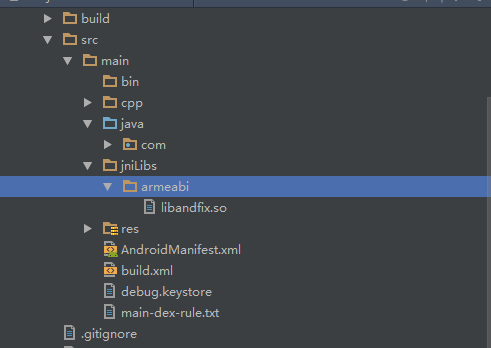 build
src
main
bin
cpp
java
com
jniLibs
armeabi
libandfix.so
res
AndroidManifest.xml
build.xml
debug.keystore
main-dex-rule.txt
.gitignore